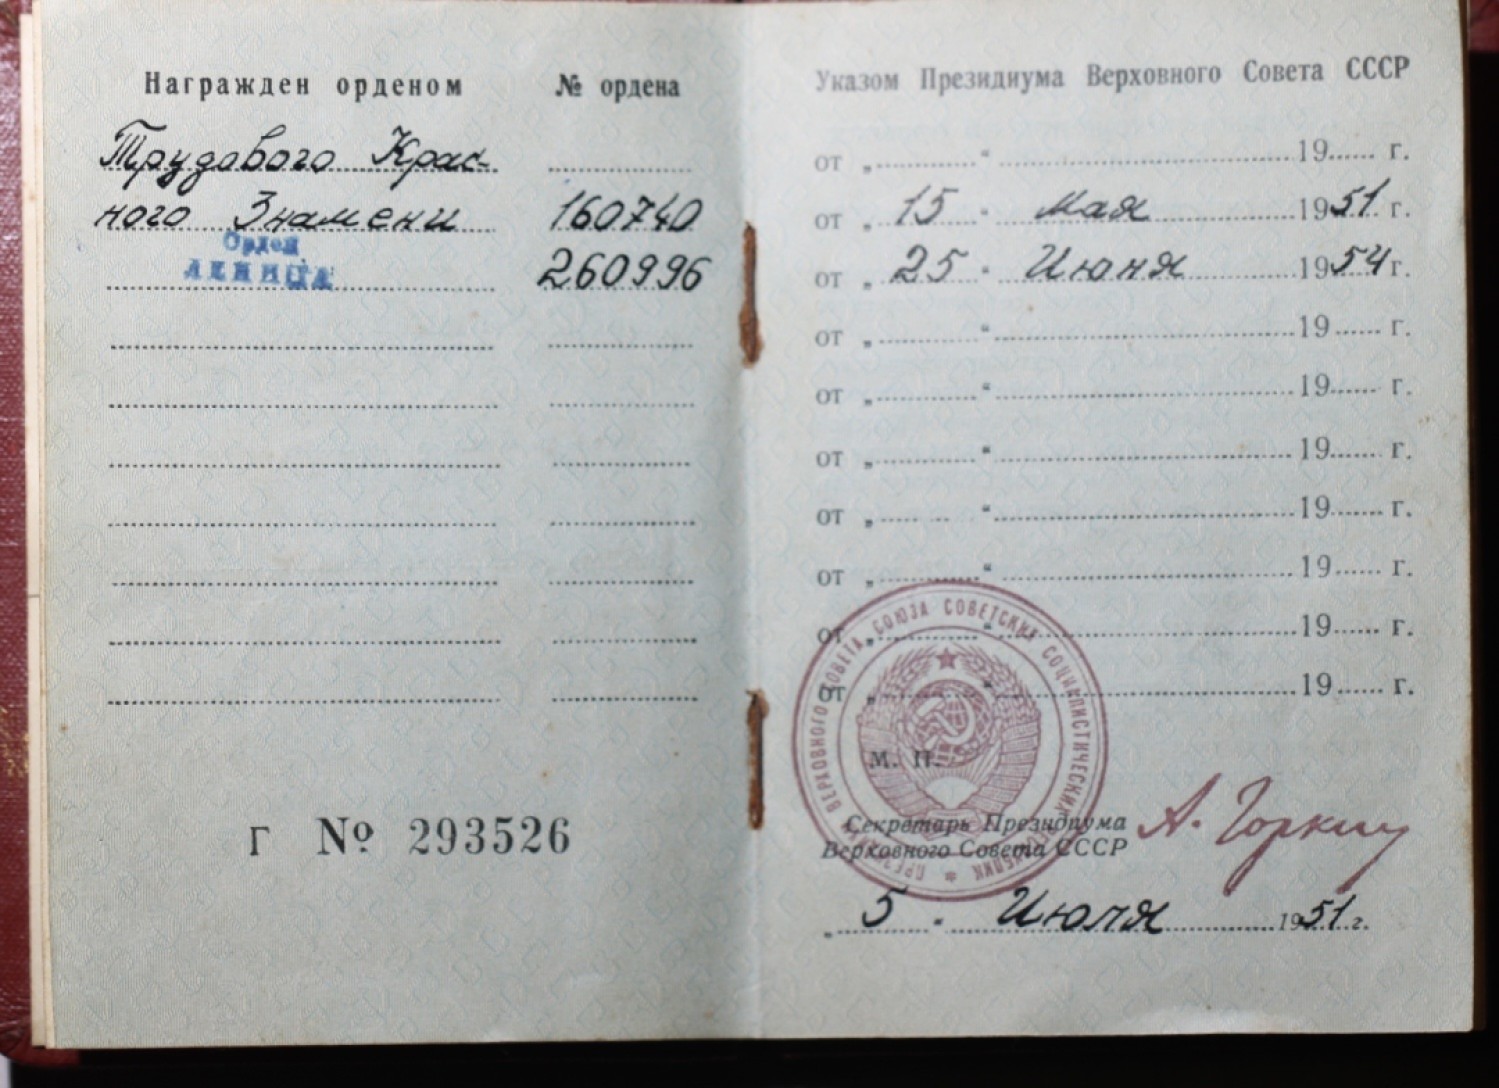 Награжден орденом № ордена
Трудового Крас-
ного Знамени 160740
Орден
ЛЕНИНА 260996
Г № 293526
Указом Президиума Верховного Совета СССР
от „ “ 19 г.
от „ 15 “ Мая 1951 г.
от „ 25 “ Июня 1954 г.
от „ “ 19 г.
от „ “ 19 г.
от „ “ 19 г.
от „ “ 19 г.
от „ “ 19 г.
от „ “ 19 г.
от „ “ 19 г.
ПРЕЗИДИУМ ВЕРХОВНОГО СОВЕТА СОЮЗА СОВЕТСКИХ СОЦИАЛИСТИЧЕСКИХ РЕСПУБЛИК
М. П.
Секретарь Президиума
Верховного Совета СССР
А. Горкин
„ 5 “ Июля 1951 г.